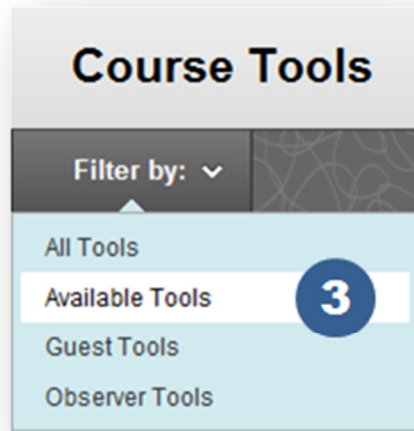 Course Tools
Filter by:
All Tools
Available Tools 3
Guest Tools
Observer Tools